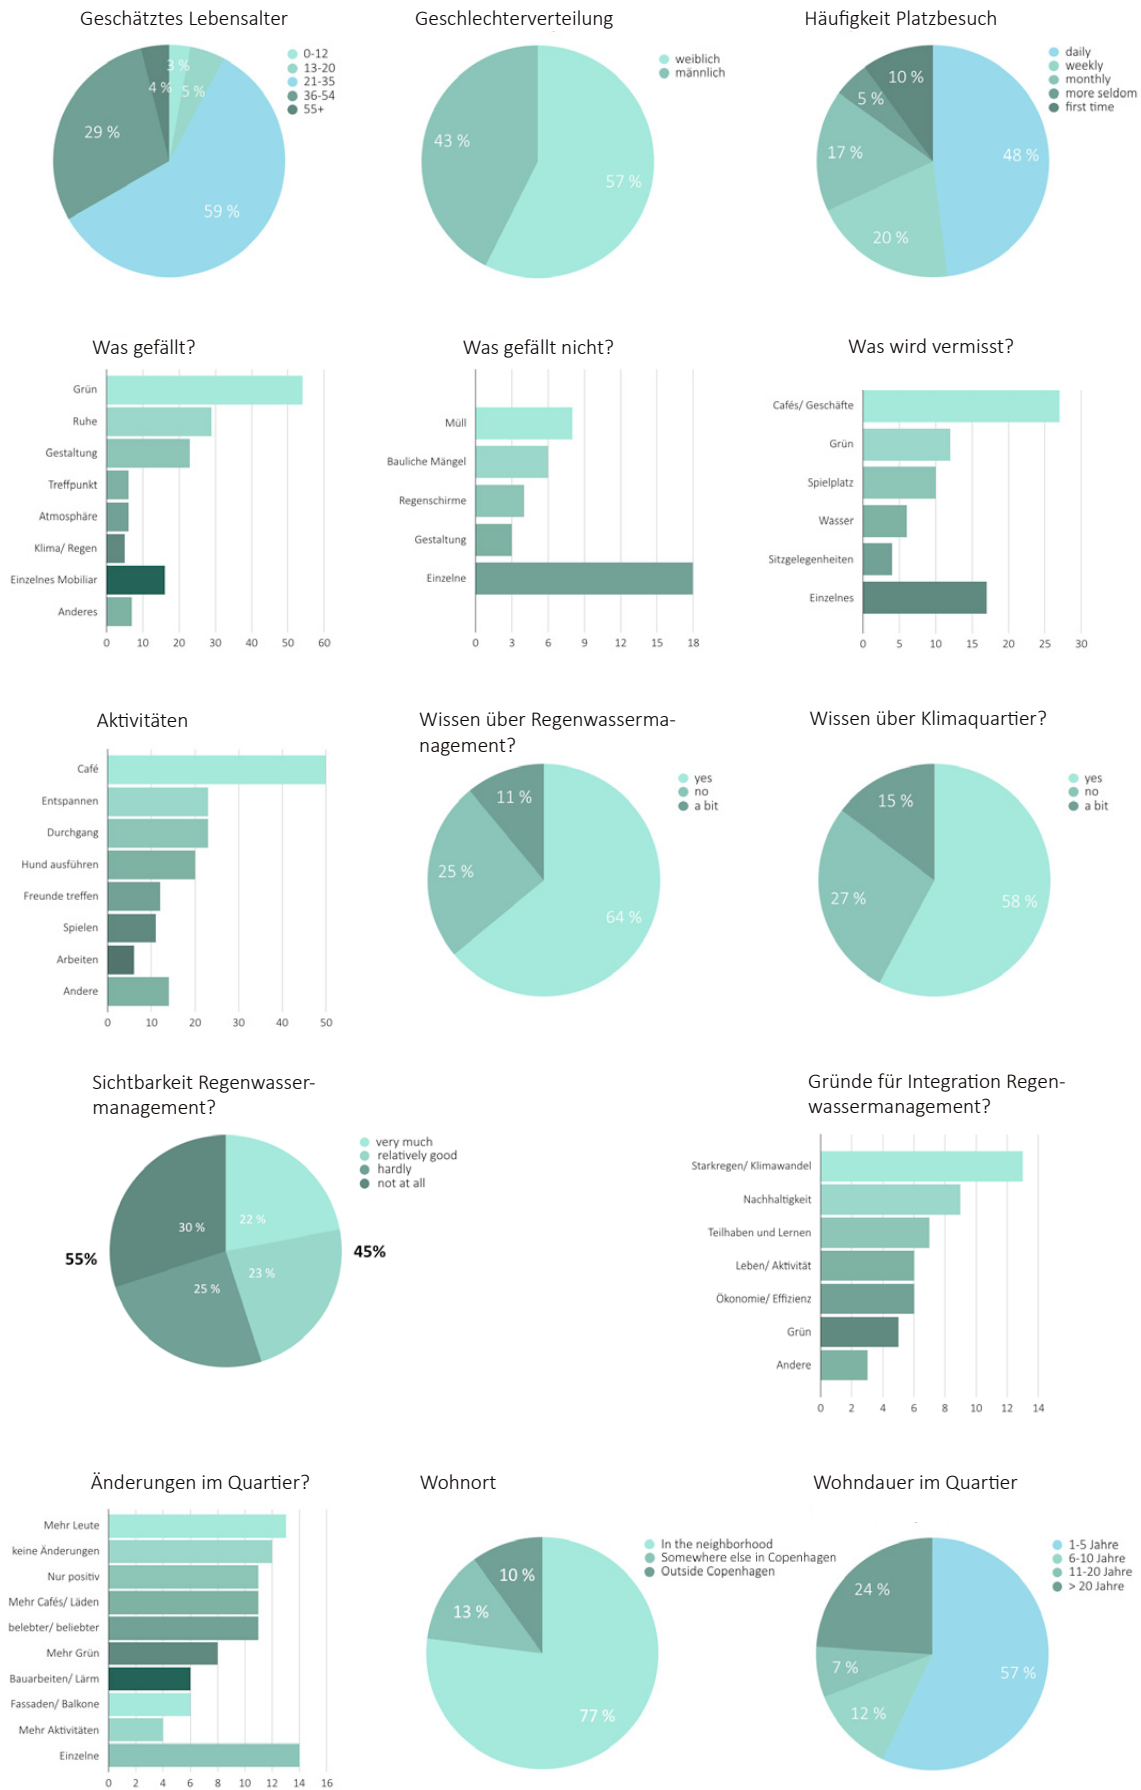 Geschätztes Lebensalter
0-12
13-20
21-35
36-54
55+
3 %
4 %
5 %
29 %
59 %
Geschlechterverteilung
weiblich
männlich
43 %
57 %
Häufigkeit Platzbesuch
daily
weekly
monthly
more seldom
first time
10 %
5 %
17 %
48 %
20 %
Was gefällt?
Grün
Ruhe
Gestaltung
Treffpunkt
Atmosphäre
Klima/ Regen
Einzelnes Mobiliar
Anderes
0 10 20 30 40 50 60
Was gefällt nicht?
Müll
Bauliche Mängel
Regenschirme
Gestaltung
Einzelne
0 3 6 9 12 15 18
Was wird vermisst?
Cafés/ Geschäfte
Grün
Spielplatz
Wasser
Sitzgelegenheiten
Einzelnes
0 5 10 15 20 25 30
Aktivitäten
Café
Entspannen
Durchgang
Hund ausführen
Freunde treffen
Spielen
Arbeiten
Andere
0 10 20 30 40 50
Wissen über Regenwasserma-
nagement?
yes
no
a bit
11 %
25 %
64 %
Wissen über Klimaquartier?
yes
no
a bit
15 %
27 %
58 %
Sichtbarkeit Regenwasser-
management?
very much
relatively good
hardly
not at all
30 %
22 %
55%
45%
23 %
25 %
Gründe für Integration Regen-
wassermanagement?
Starkregen/ Klimawandel
Nachhaltigkeit
Teilhaben und Lernen
Leben/ Aktivität
Ökonomie/ Effizienz
Grün
Andere
0 2 4 6 8 10 12 14
Änderungen im Quartier?
Mehr Leute
keine Änderungen
Nur positiv
Mehr Cafés/ Läden
belebter/ beliebter
Mehr Grün
Bauarbeiten/ Lärm
Fassaden/ Balkone
Mehr Aktivitäten
Einzelne
0 2 4 6 8 10 12 14 16
Wohnort
In the neighborhood
Somewhere else in Copenhagen
Outside Copenhagen
10 %
13 %
77 %
Wohndauer im Quartier
1-5 Jahre
6-10 Jahre
11-20 Jahre
> 20 Jahre
24 %
7 %
57 %
12 %